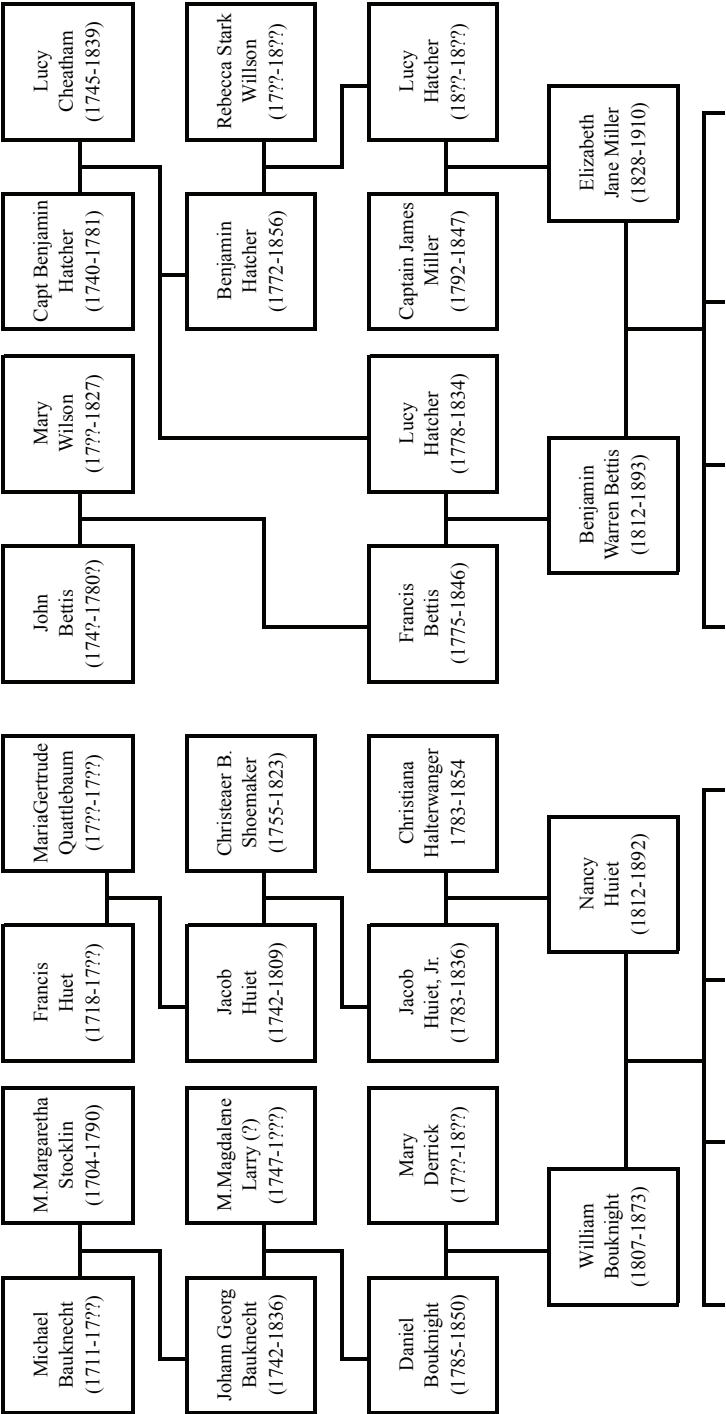 Michael
Bauknecht
(1711-17??)
M.Margaretha
Stocklin
(1704-1790)
Francis
Huet
(1718-17??)
MariaGertrude
Quattlebaum
(17??-17??)
John
Bettis
(174?-1780?)
Mary
Wilson
(17??-1827)
Capt Benjamin
Hatcher
(1740-1781)
Lucy
Cheatham
(1745-1839)
Johann Georg
Bauknecht
(1742-1836)
M.Magdalene
Larry (?)
(1747-1???)
Jacob
Huiet
(1742-1809)
Christeaer B.
Shoemaker
(1755-1823)
Benjamin
Hatcher
(1772-1856)
Rebecca Stark
Willson
(17??-18??)
Daniel
Bouknight
(1785-1850)
Mary
Derrick
(17??-18??)
Jacob
Huiet, Jr.
(1783-1836)
Christiana
Halterwanger
1783-1854
Francis
Bettis
(1775-1846)
Lucy
Hatcher
(1778-1834)
Captain James
Miller
(1792-1847)
Lucy
Hatcher
(18??-18??)
William
Bouknight
(1807-1873)
Nancy
Huiet
(1812-1892)
Benjamin
Warren Bettis
(1812-1893)
Elizabeth
Jane Miller
(1828-1910)